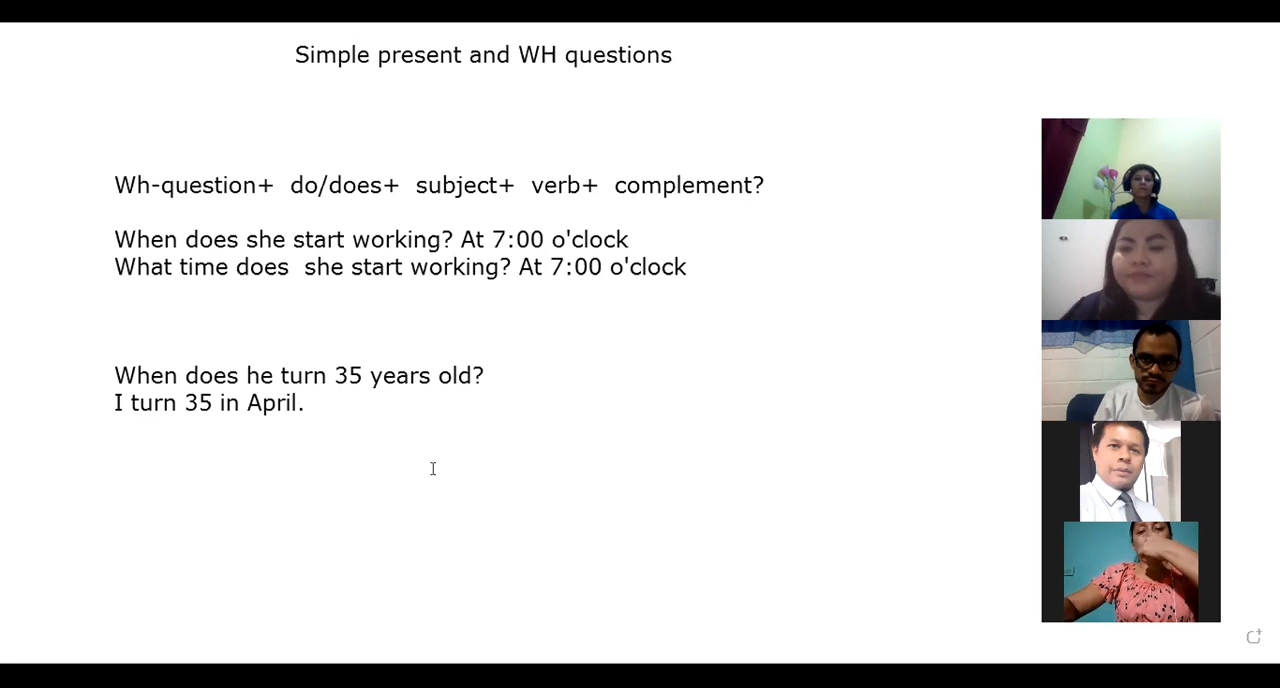 Simple present and WH questions
Wh-question+ do/does+ subject+ verb+ complement?
When does she start working? At 7:00 o'clock
What time does she start working? At 7:00 o'clock
When does he turn 35 years old?
I turn 35 in April.